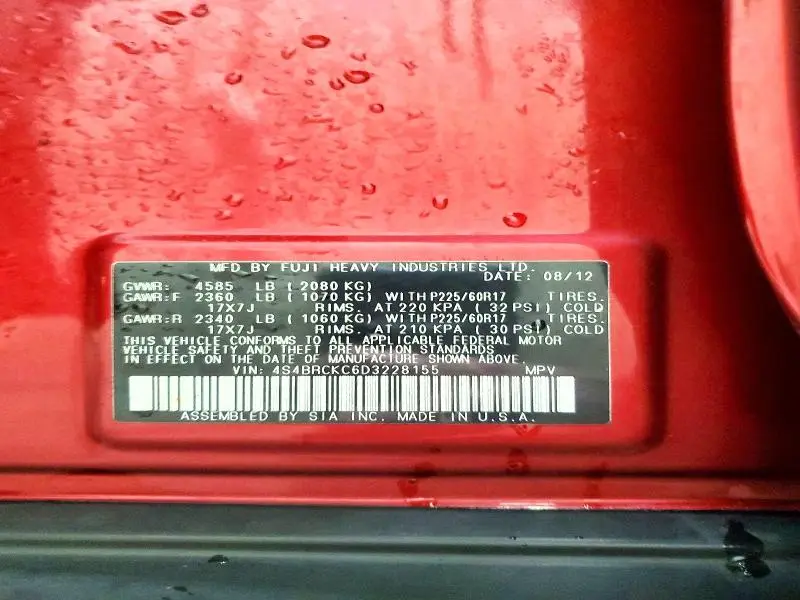 MFD BY FUJI HEAVY INDUSTRIES LTD.
DATE: 08/12
GVWR: 4585 LB ( 2080 KG)
GAWR:F 2360 LB ( 1070 KG) WITH P225/60R17 TIRES.
17X7J RIMS. AT 220 KPA ( 32 PSI) COLD
GAWR:R 2340 LB ( 1060 KG) WITH P225/60R17 TIRES.
17X7J RIMS. AT 210 KPA ( 30 PSI) COLD
THIS VEHICLE CONFORMS TO ALL APPLICABLE FEDERAL MOTOR
VEHICLE SAFETY AND THEFT PREVENTION STANDARDS
IN EFFECT ON THE DATE OF MANUFACTURE SHOWN ABOVE.
VIN: 4S4BRCKC6D3228155 MPV
ASSEMBLED BY SIA INC. MADE IN U.S.A.